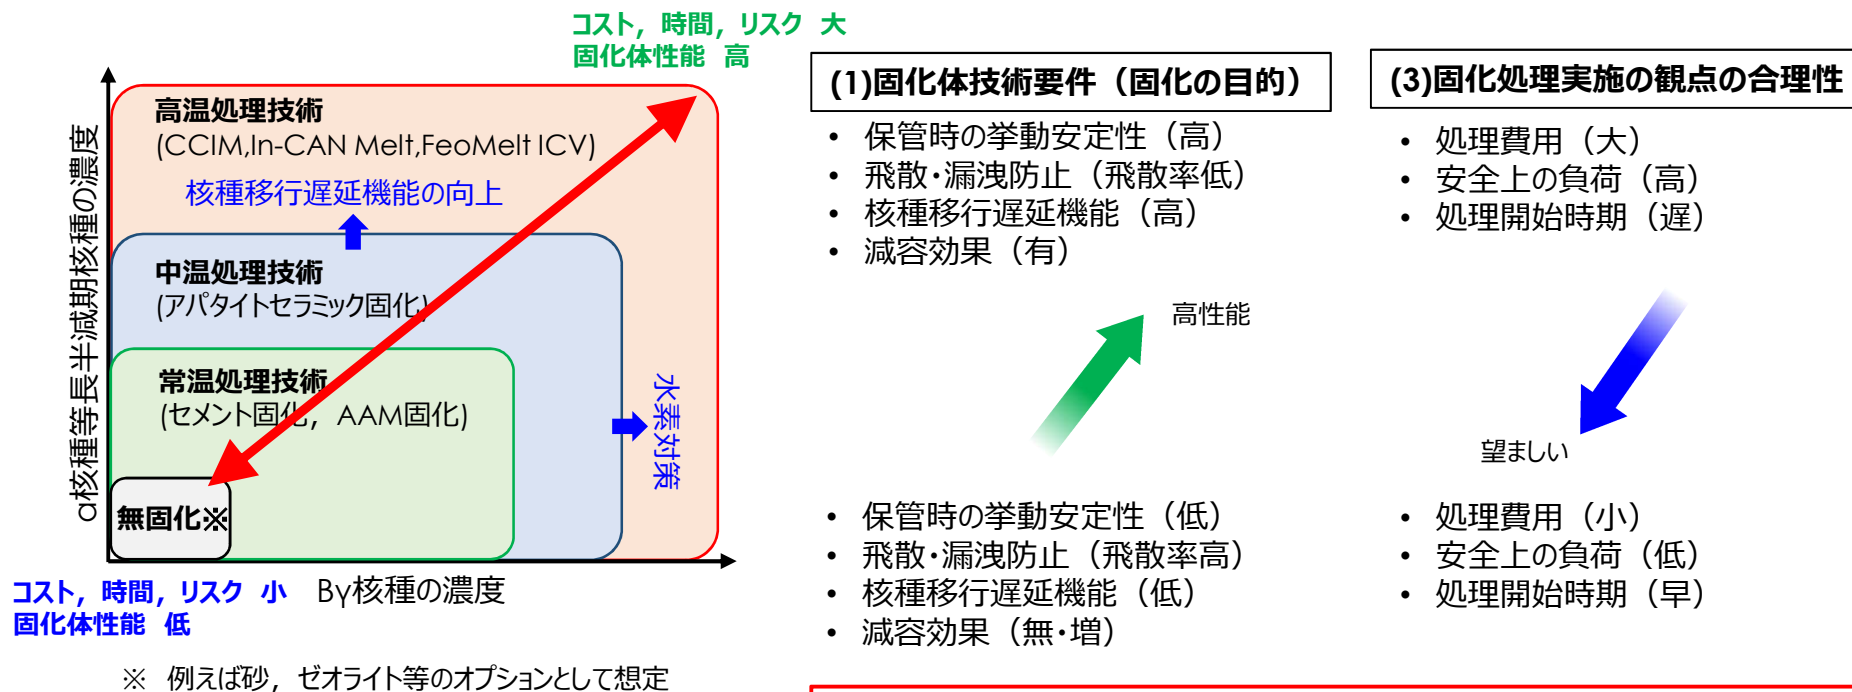 コスト，時間，リスク 大
固化体性能 高
高温処理技術
(CCIM,In-CAN Melt,FeoMelt ICV)
核種移行遅延機能の向上
中温処理技術
(アパタイトセラミック固化)
常温処理技術
(セメント固化，AAM固化)
無固化※
水素対策
α核種等長半減期核種の濃度
Βγ核種の濃度
コスト，時間，リスク 小
固化体性能 低
※ 例えば砂，ゼオライト等のオプションとして想定
(1)固化体技術要件（固化の目的）
• 保管時の挙動安定性（高）
• 飛散・漏洩防止（飛散率低）
• 核種移行遅延機能（高）
• 減容効果（有）
高性能
• 保管時の挙動安定性（低）
• 飛散・漏洩防止（飛散率高）
• 核種移行遅延機能（低）
• 減容効果（無・増）
(3)固化処理実施の観点の合理性
• 処理費用（大）
• 安全上の負荷（高）
• 処理開始時期（遅）
望ましい
• 処理費用（小）
• 安全上の負荷（低）
• 処理開始時期（早）